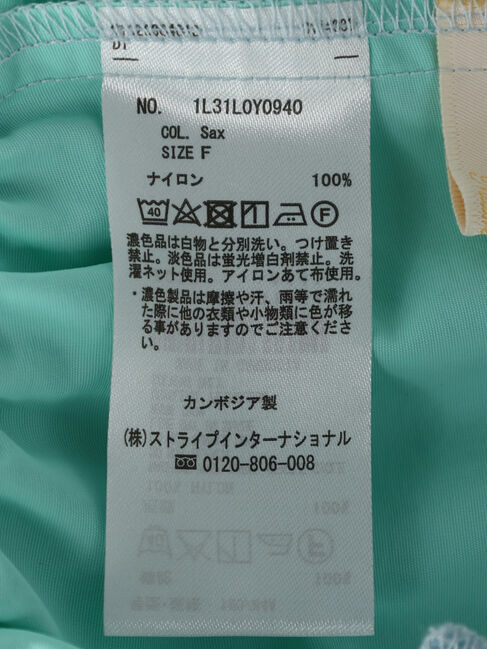 NO. 1L31L0Y0940
COL. Sax
SIZE F
ナイロン 100%
40 F
濃色品は白物と分別洗い。つけ置き
禁止。淡色品は蛍光増白剤禁止。洗
濯ネット使用。アイロンあて布使用。
・濃色製品は摩擦や汗、雨等で濡れ
た際に他の衣類や小物類に色が移
る事がありますのでご注意くださ
い。
カンボジア製
(株)ストライプインターナショナル
0120-806-008